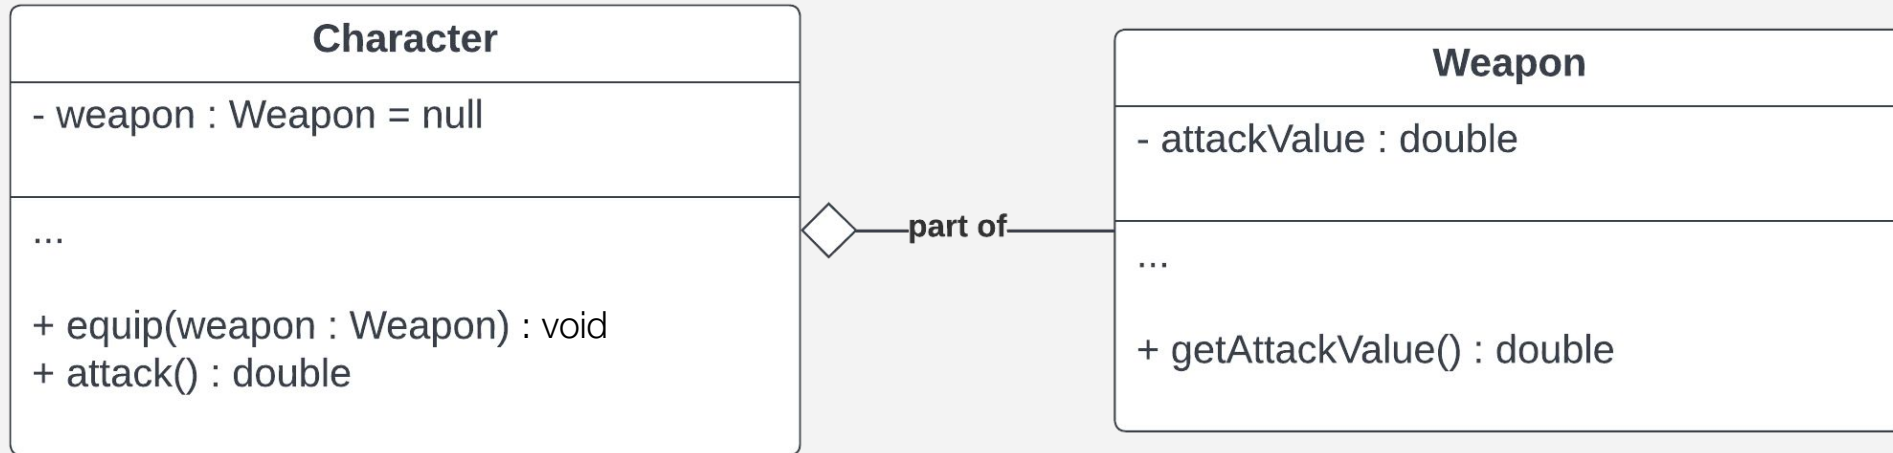 Character
- weapon : Weapon = null
...
+ equip(weapon : Weapon) : void
+ attack() : double
part of
Weapon
- attackValue : double
...
+ getAttackValue() : double